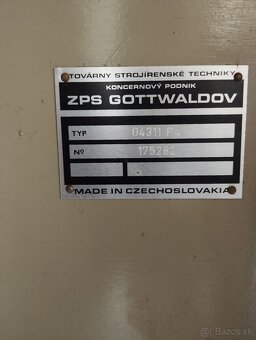 TOVÁRNY STROJÍRENSKÉ TECHNIKY
KONCERNOVÝ PODNIK
ZPS GOTTWALDOV
TYP 04311
Nº 175282
MADE IN CZECHOSLOVAKIA
Bazos.sk